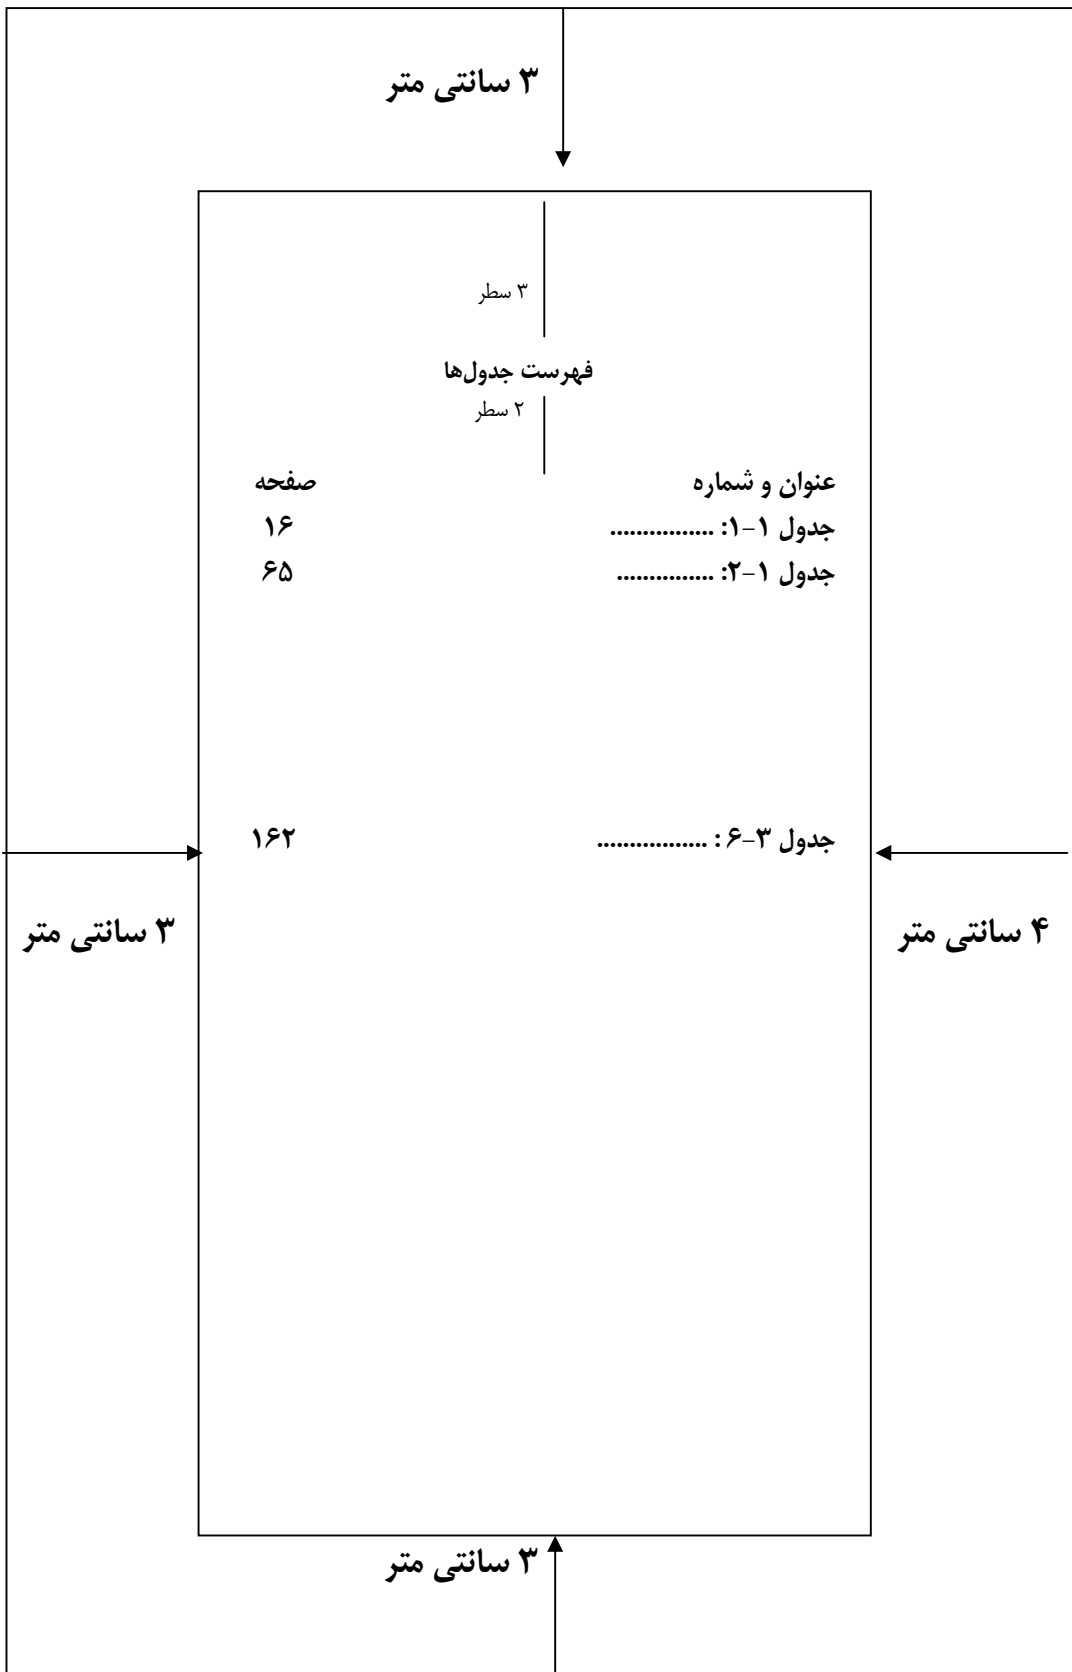 ۳ سانتی متر
۳ سطر
فهرست جدول‌ها
۲ سطر
عنوان و شماره صفحه
جدول ۱-۱: ................ ۱۶
جدول ۱-۲: ............... ۶۵
جدول ۳-۶: ................. ۱۶۲
۴ سانتی متر ۳ سانتی متر
۳ سانتی متر